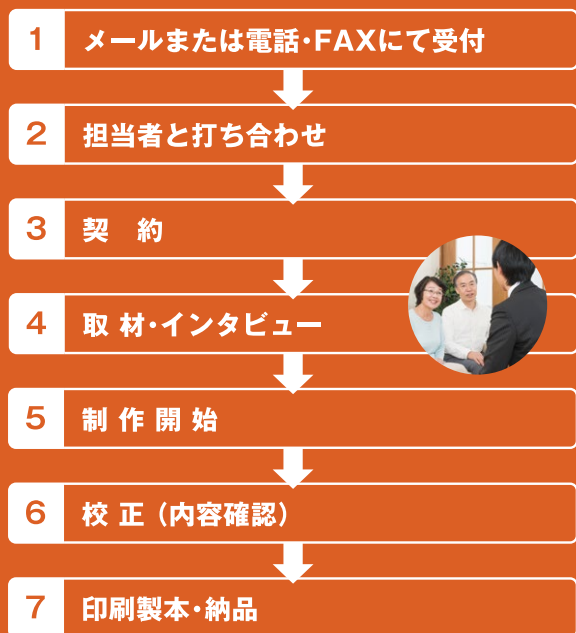 1 メールまたは電話・FAXにて受付
2 担当者と打ち合わせ
3 契　約
4 取 材・インタビュー
5 制 作 開 始
6 校 正（内容確認）
7 印刷製本・納品